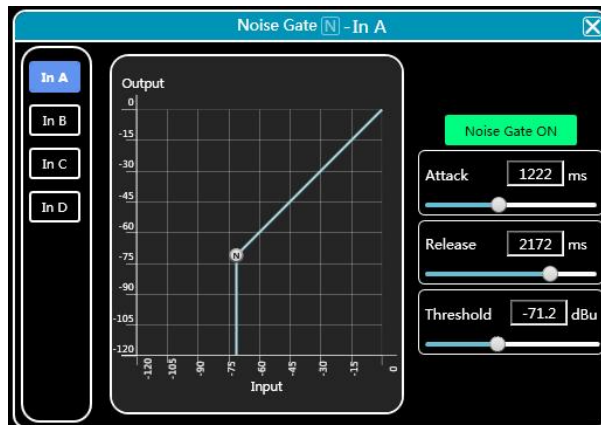 Noise Gate N -In A
In A
In B
In C
In D
Output
0
-15
-30
-45
-60
-75
-90
-105
-120
N
-120
-105
-90
-75
-60
-45
-30
-15
0
Input
Noise Gate ON
Attack 1222 ms
Release 2172 ms
Threshold -71.2 dBu